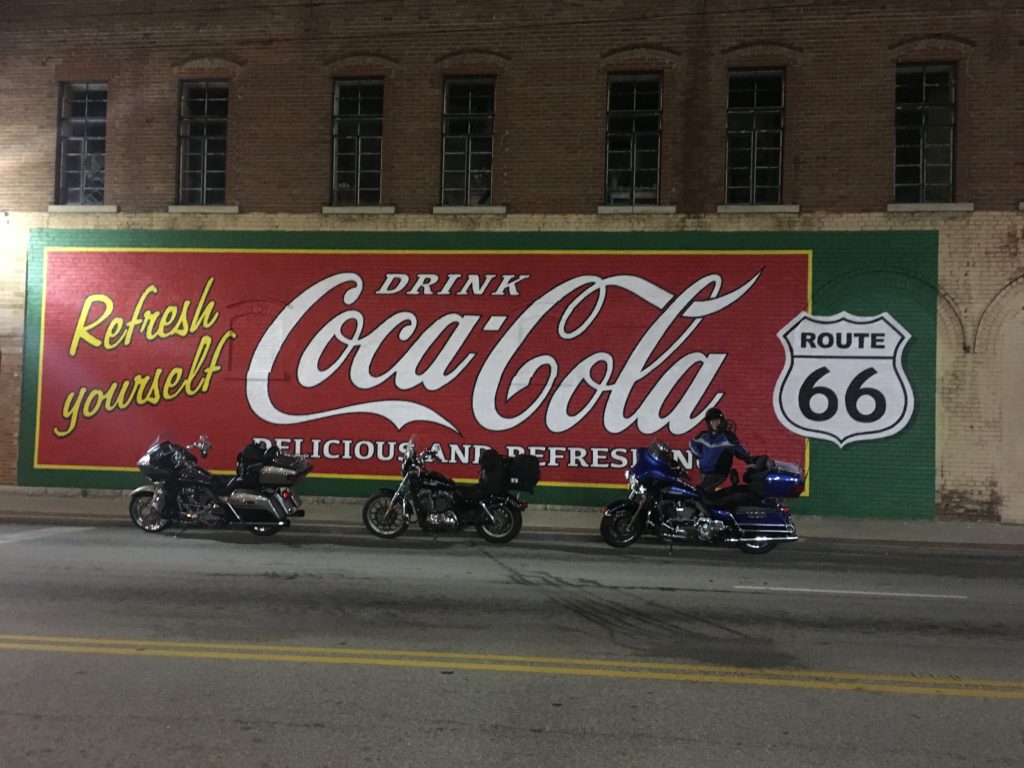 Refresh
yourself
DRINK
Coca-Cola
DELICIOUS AND
ROUTE
66